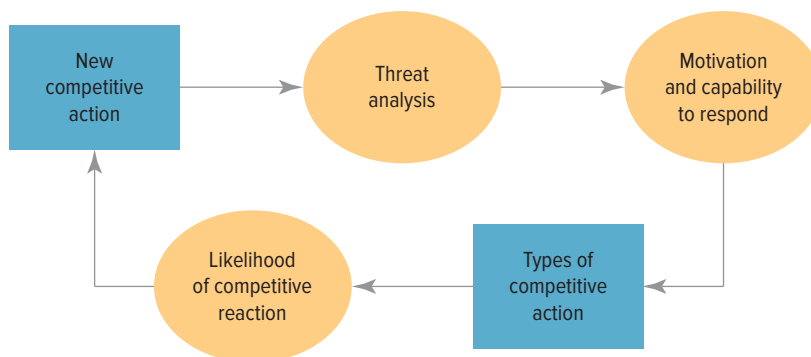 New
competitive
action
Threat
analysis
Motivation
and capability
to respond
Types of
competitive
action
Likelihood
of competitive
reaction